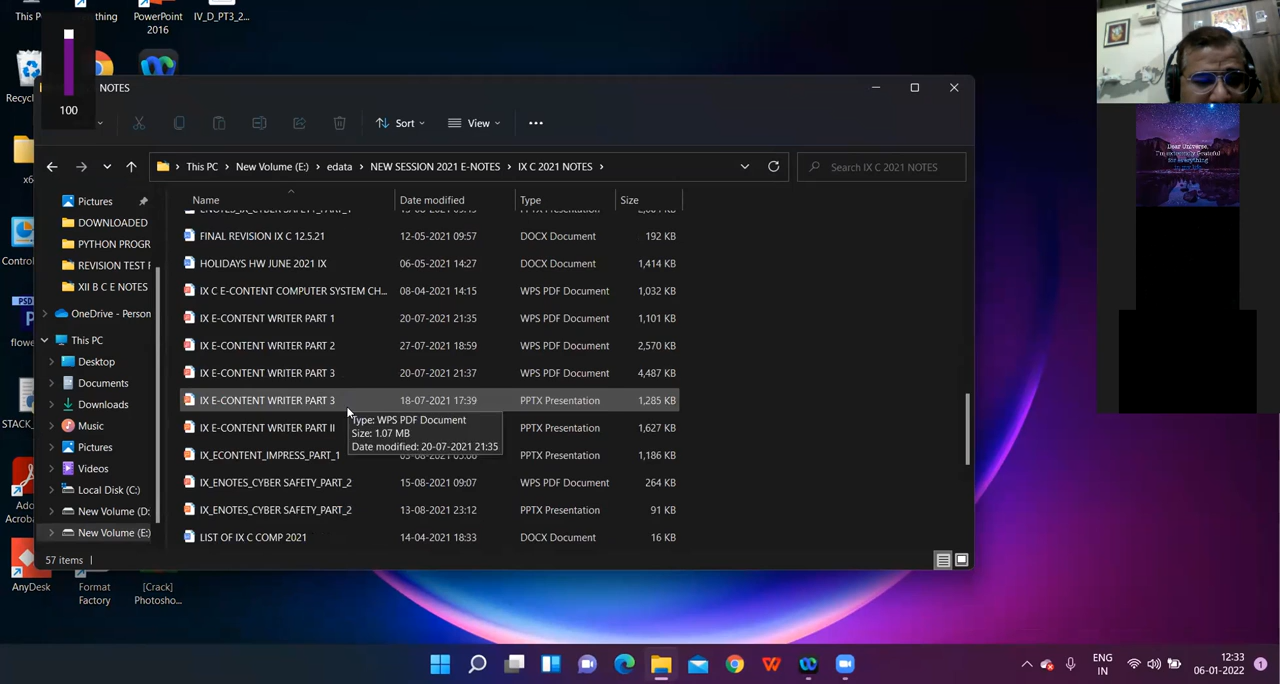 PowerPoint
2016
IV_D_PT3_2...
100
NOTES
Sort
View
This PC
New Volume (E:)
edata
NEW SESSION 2021 E-NOTES
IX C 2021 NOTES
Search IX C 2021 NOTES
Name
Date modified
Type
Size
Pictures
DOWNLOADED
PYTHON PROGR
REVISION TEST F
XII B C E NOTES
OneDrive - Person
This PC
Desktop
Documents
Downloads
Music
Pictures
Videos
Local Disk (C:)
New Volume (D:
New Volume (E:)
FINAL REVISION IX C 12.5.21 12-05-2021 09:57 DOCX Document 192 KB
HOLIDAYS HW JUNE 2021 IX 06-05-2021 14:27 DOCX Document 1,414 KB
IX C E-CONTENT COMPUTER SYSTEM CH... 08-04-2021 14:15 WPS PDF Document 1,032 KB
IX E-CONTENT WRITER PART 1 20-07-2021 21:35 WPS PDF Document 1,101 KB
IX E-CONTENT WRITER PART 2 27-07-2021 18:59 WPS PDF Document 2,570 KB
IX E-CONTENT WRITER PART 3 20-07-2021 21:37 WPS PDF Document 4,487 KB
IX E-CONTENT WRITER PART 3 18-07-2021 17:39 PPTX Presentation 1,285 KB
IX E-CONTENT WRITER PART II PPTX Presentation 1,627 KB
IX_ECONTENT_IMPRESS_PART_1 PPTX Presentation 1,186 KB
IX_ENOTES_CYBER SAFETY_PART_2 15-08-2021 09:07 WPS PDF Document 264 KB
IX_ENOTES_CYBER SAFETY_PART_2 13-08-2021 23:12 PPTX Presentation 91 KB
LIST OF IX C COMP 2021 14-04-2021 18:33 DOCX Document 16 KB
Type: WPS PDF Document
Size: 1.07 MB
Date modified: 20-07-2021 21:35
57 items
AnyDesk
Format
Factory
[Crack]
Photosho...
Dear Universe,
I'm extremely Grateful
for everything
in my life
ENG
IN
12:33
06-01-2022
1